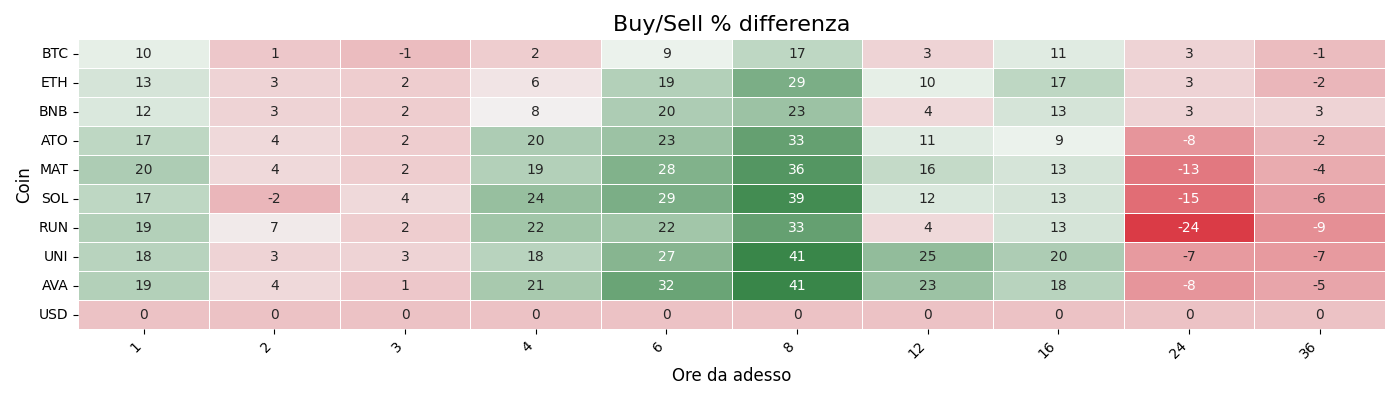 Buy/Sell % differenza
Coin
BTC 10 1 -1 2 9 17 3 11 3 -1
ETH 13 3 2 6 19 29 10 17 3 -2
BNB 12 3 2 8 20 23 4 13 3 3
ATO 17 4 2 20 23 33 11 9 -8 -2
MAT 20 4 2 19 28 36 16 13 -13 -4
SOL 17 -2 4 24 29 39 12 13 -15 -6
RUN 19 7 2 22 22 33 4 13 -24 -9
UNI 18 3 3 18 27 41 25 20 -7 -7
AVA 19 4 1 21 32 41 23 18 -8 -5
USD 0 0 0 0 0 0 0 0 0 0
1 2 3 4 6 8 12 16 24 36
Ore da adesso